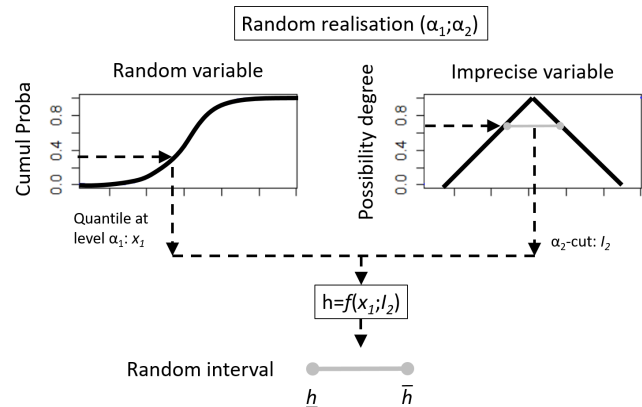 Random realisation (α₁;α₂)
Random variable
Imprecise variable
Cumul Proba
0.0 0.4 0.8
Possibility degree
0.0 0.4 0.8
Quantile at
level α₁: x₁
α₂-cut: I₂
h=f(x₁;I₂)
Random interval
h̲ h̅